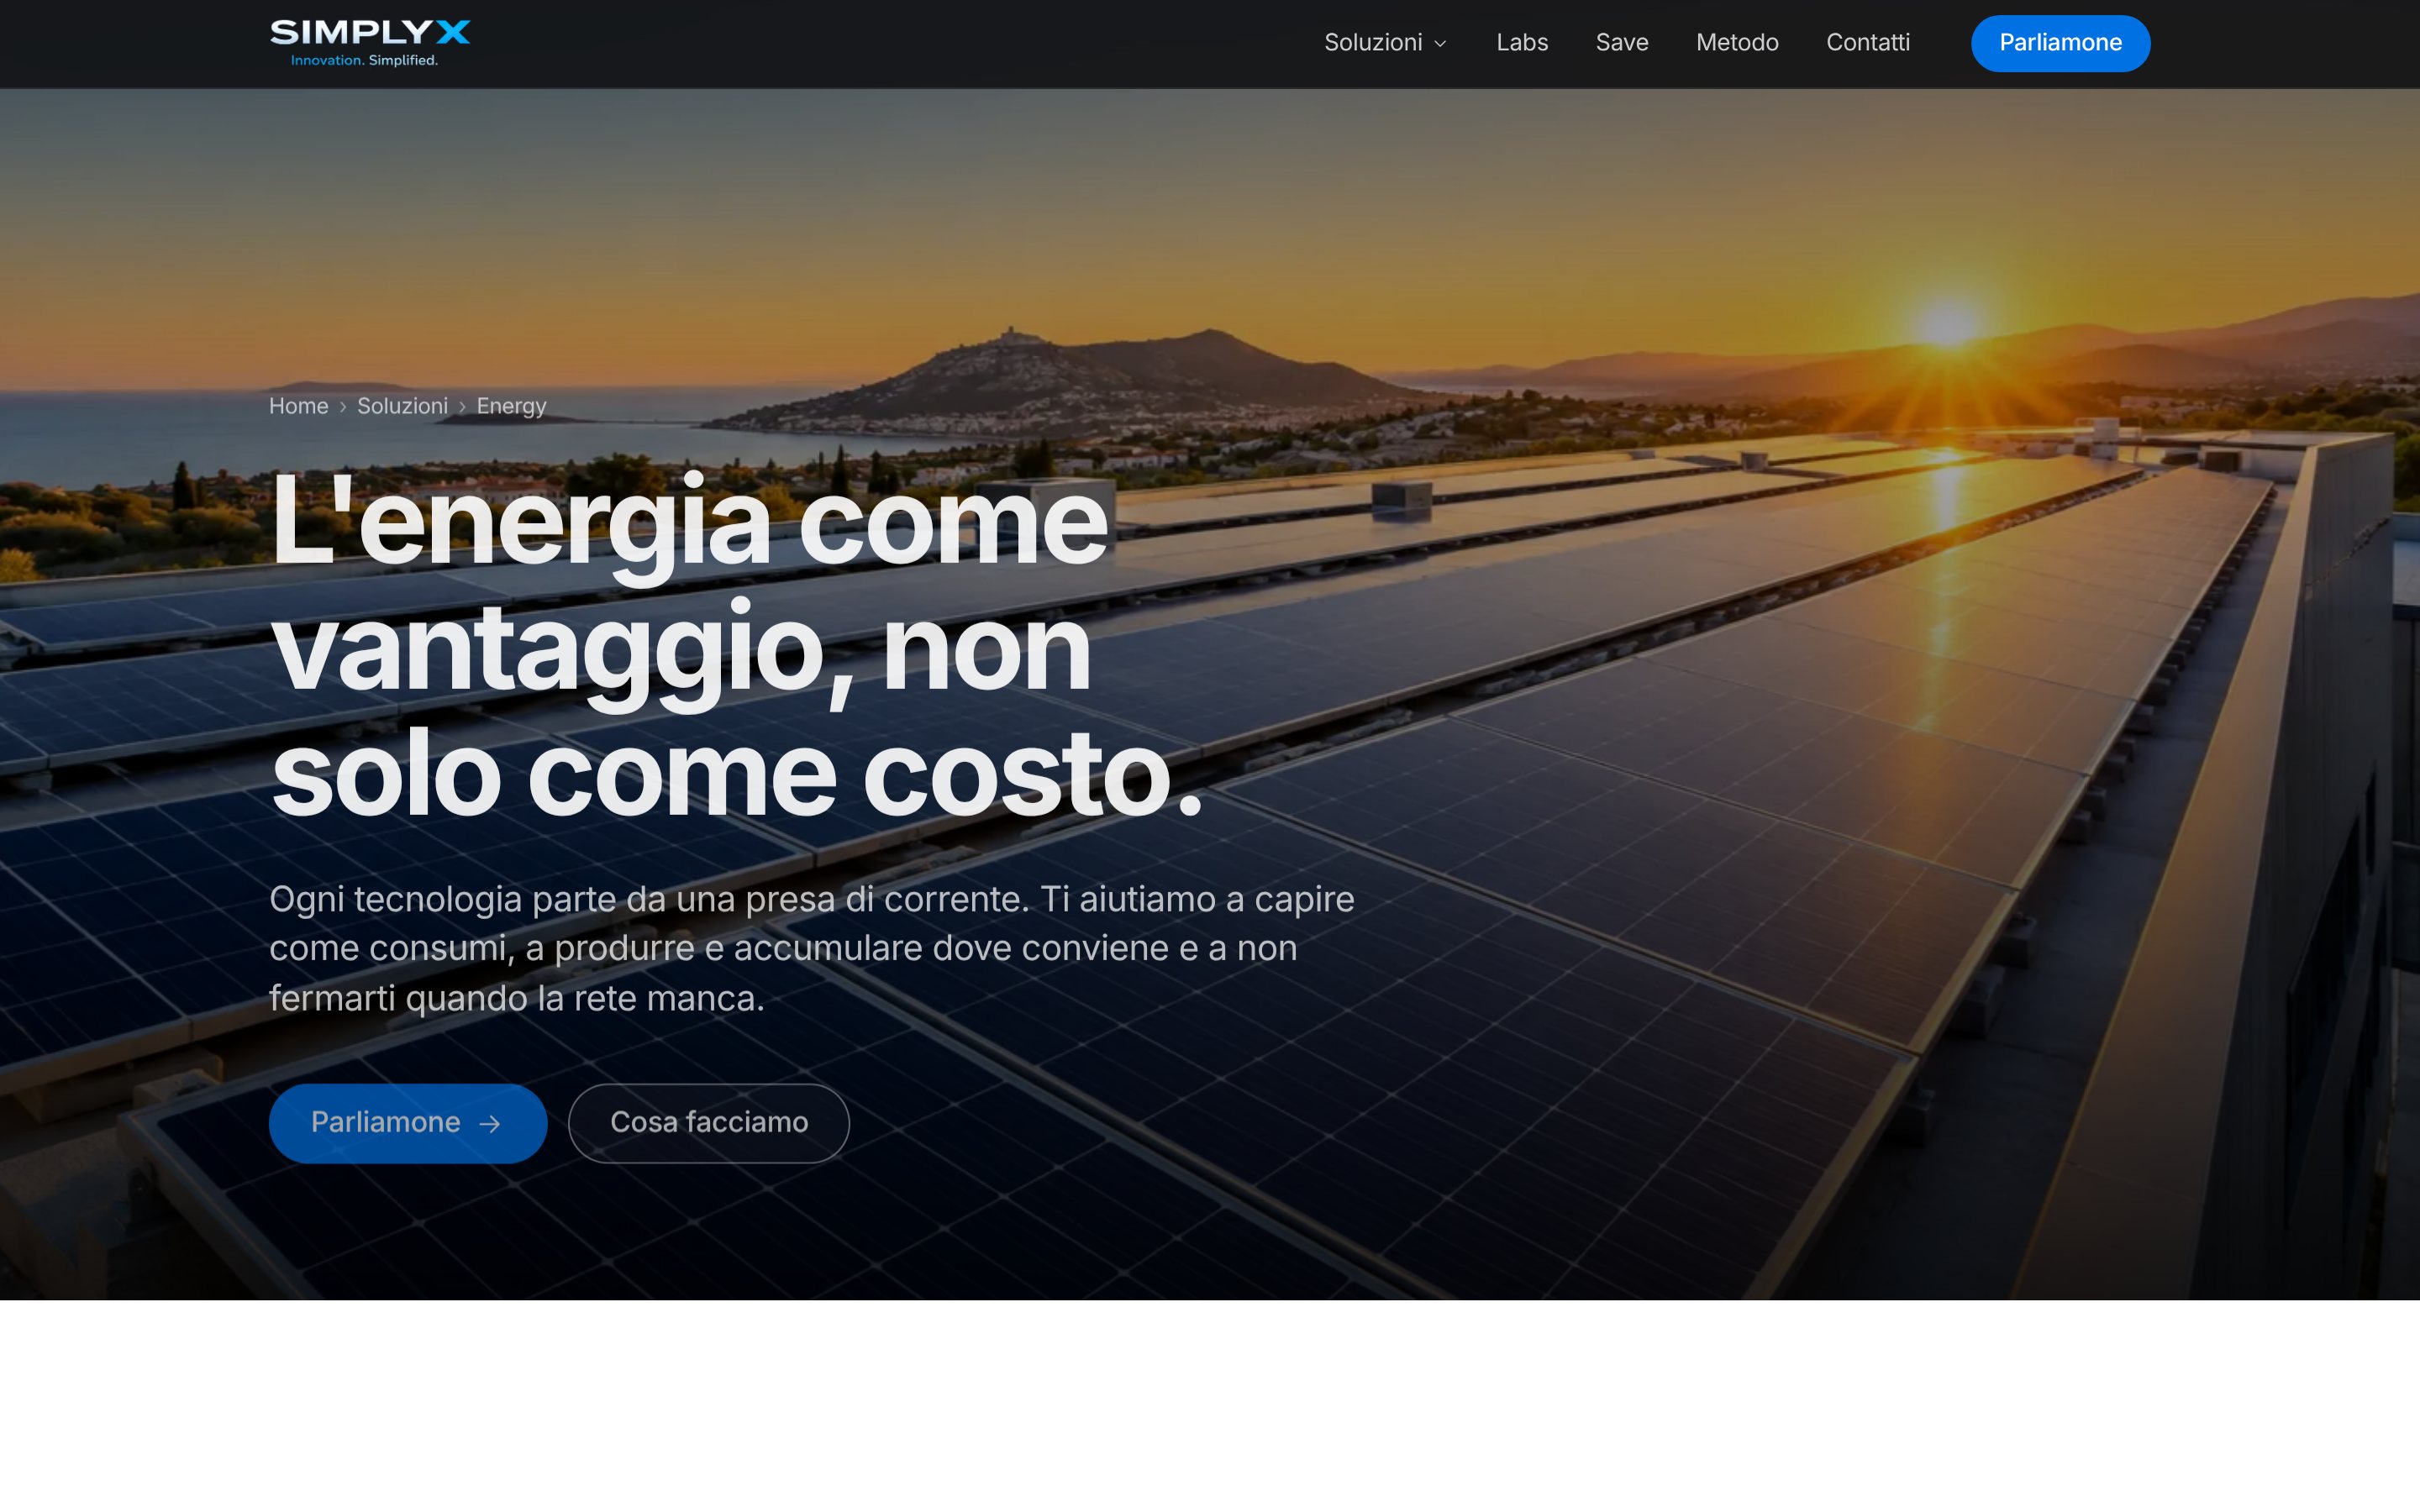 SIMPLYX
Innovation. Simplified.
Soluzioni
Labs
Save
Metodo
Contatti
Parliamone
Home › Soluzioni › Energy
L'energia come
vantaggio, non
solo come costo.
Ogni tecnologia parte da una presa di corrente. Ti aiutiamo a capire
come consumi, a produrre e accumulare dove conviene e a non
fermarti quando la rete manca.
Parliamone →
Cosa facciamo